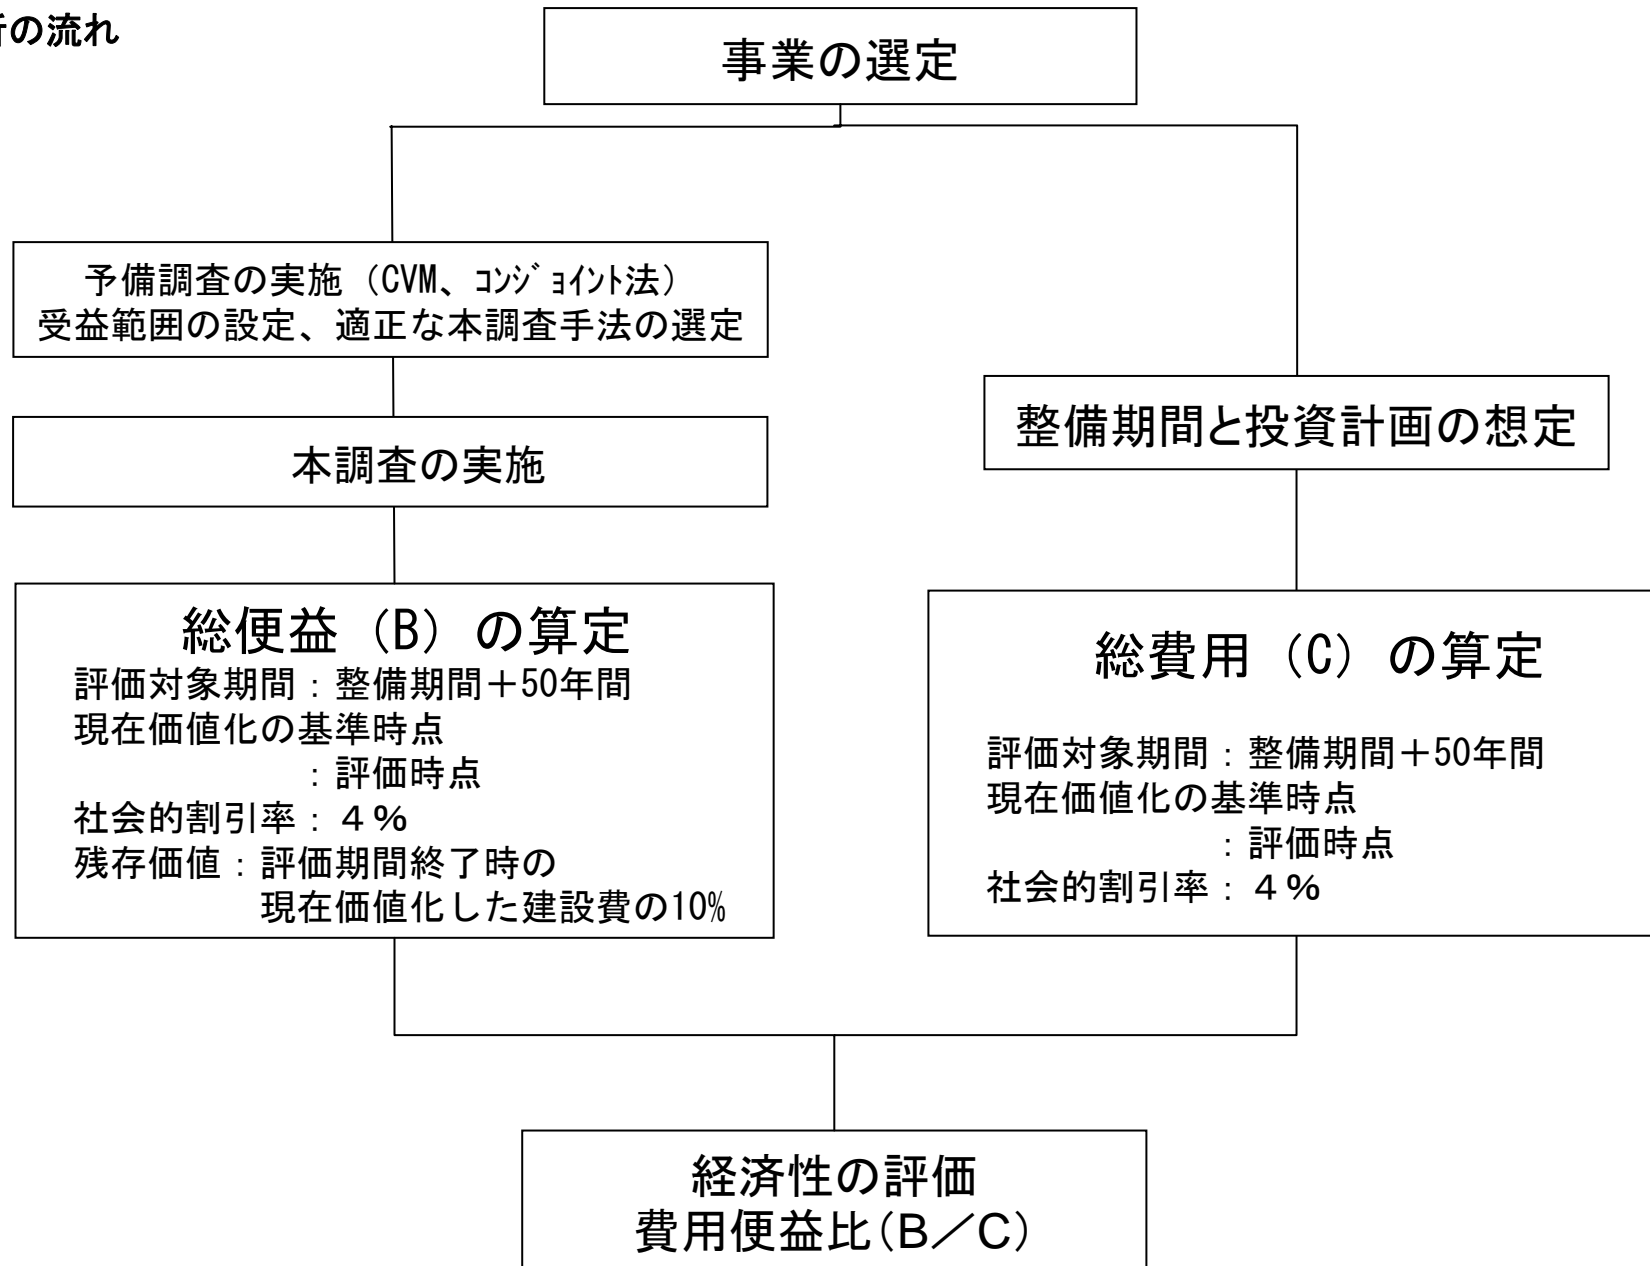 の流れ
事業の選定
予備調査の実施（CVM、ｺﾝｼﾞｮｲﾝﾄ法）
受益範囲の設定、適正な本調査手法の選定
本調査の実施
整備期間と投資計画の想定
総便益（B）の算定
評価対象期間：整備期間＋50年間
現在価値化の基準時点
：評価時点
社会的割引率：４％
残存価値：評価期間終了時の
現在価値化した建設費の10%
総費用（C）の算定
評価対象期間：整備期間＋50年間
現在価値化の基準時点
：評価時点
社会的割引率：４％
経済性の評価
費用便益比（B／C）